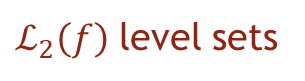 ℒ₂(𝑓) level sets